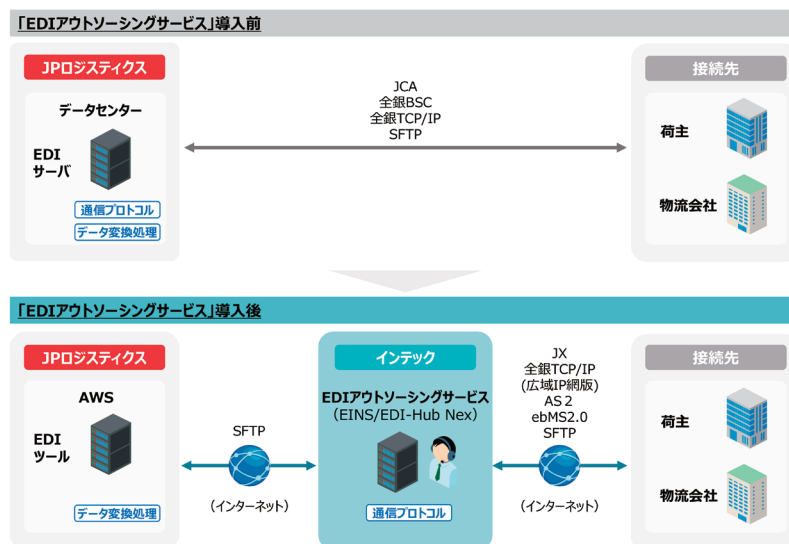 「EDIアウトソーシングサービス」導入前
JPロジスティクス
データセンター
EDI
サーバ
通信プロトコル
データ変換処理
JCA
全銀BSC
全銀TCP/IP
SFTP
接続先
荷主
物流会社
「EDIアウトソーシングサービス」導入後
JPロジスティクス
AWS
EDI
ツール
データ変換処理
SFTP
（インターネット）
インテック
EDIアウトソーシングサービス
（EINS/EDI-Hub Nex）
通信プロトコル
JX
全銀TCP/IP
(広域IP網版)
AS２
ebMS2.0
SFTP
（インターネット）
接続先
荷主
物流会社